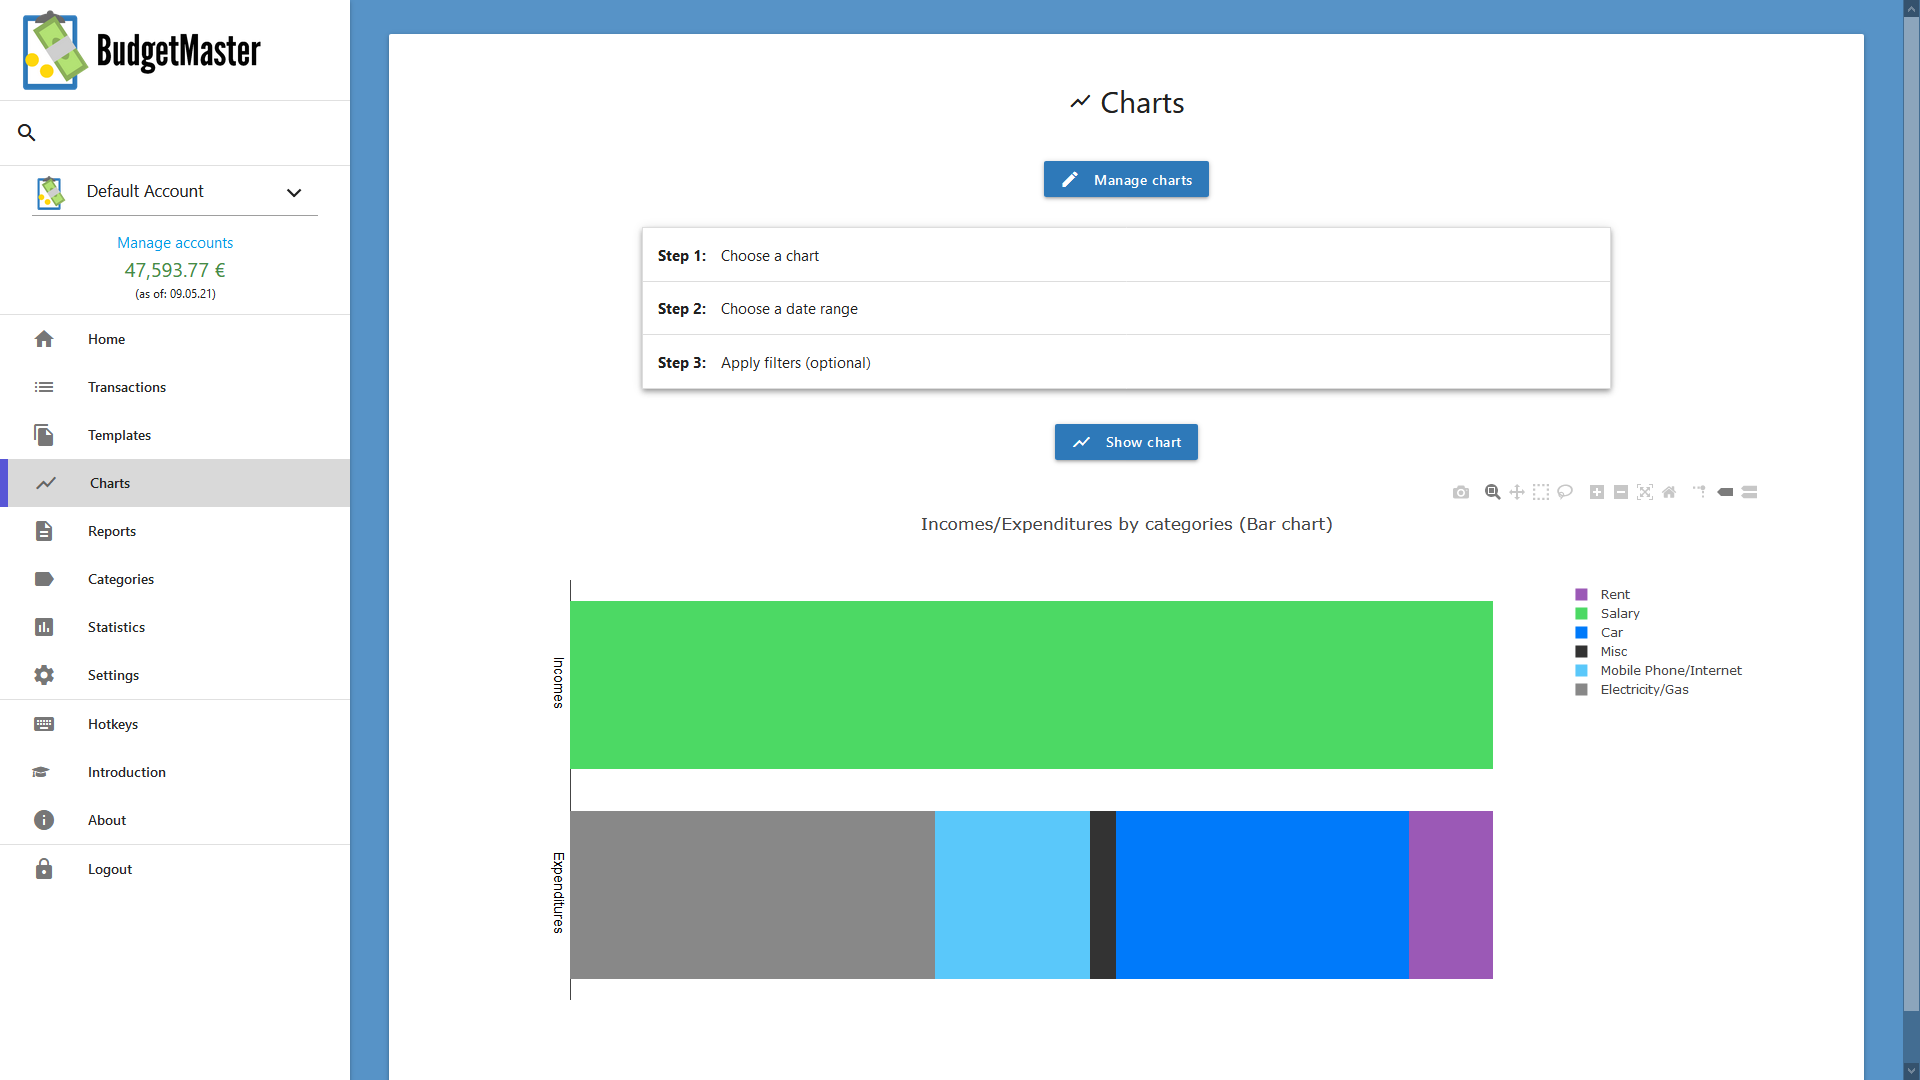 BudgetMaster
Default Account
Manage accounts
47,593.77 €
(as of: 09.05.21)
Home
Transactions
Templates
Charts
Reports
Categories
Statistics
Settings
Hotkeys
Introduction
About
Logout
Charts
Manage charts
Step 1: Choose a chart
Step 2: Choose a date range
Step 3: Apply filters (optional)
Show chart
Incomes/Expenditures by categories (Bar chart)
Incomes
Expenditures
Rent
Salary
Car
Misc
Mobile Phone/Internet
Electricity/Gas